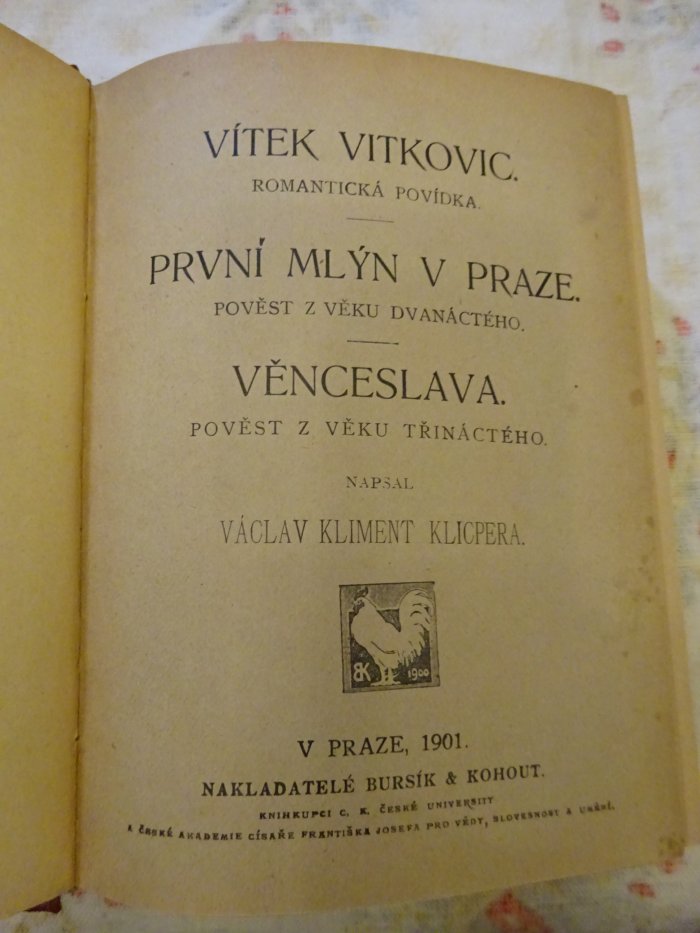 VÍTEK VITKOVIC.
ROMANTICKÁ POVÍDKA.
PRVNÍ MLÝN V PRAZE.
POVĚST Z VĚKU DVANÁCTÉHO.
VĚNCESLAVA.
POVĚST Z VĚKU TŘINÁCTÉHO.
NAPSAL
VÁCLAV KLIMENT KLICPERA.
BK 1900
V PRAZE, 1901.
NAKLADATELÉ BURSÍK & KOHOUT.
KNIHKUPCI C. K. ČESKÉ UNIVERSITY
A ČESKÉ AKADEMIE CÍSAŘE FRANTIŠKA JOSEFA PRO VĚDY, SLOVESNOST A UMĚNÍ.